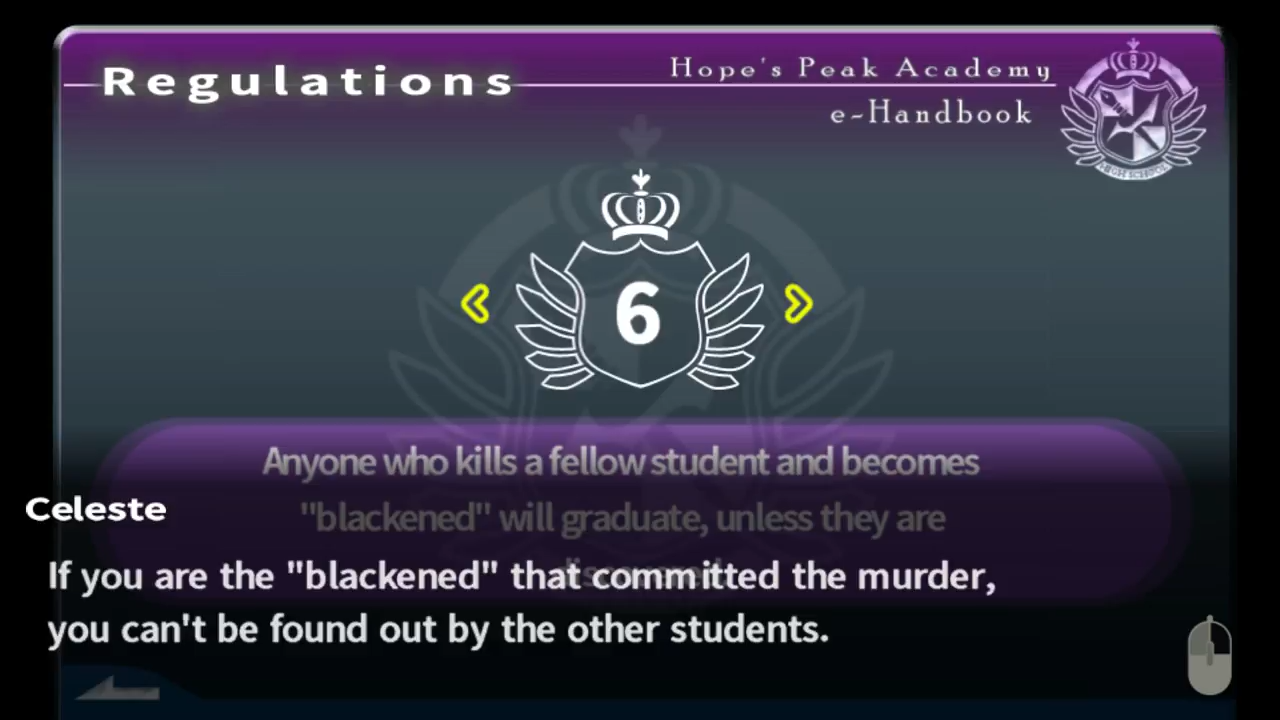 Regulations
Hope's Peak Academy
e-Handbook
HOPE SCHOOL
6
Anyone who kills a fellow student and becomes
"blackened" will graduate, unless they are
Celeste
If you are the "blackened" that committed the murder,
you can't be found out by the other students.